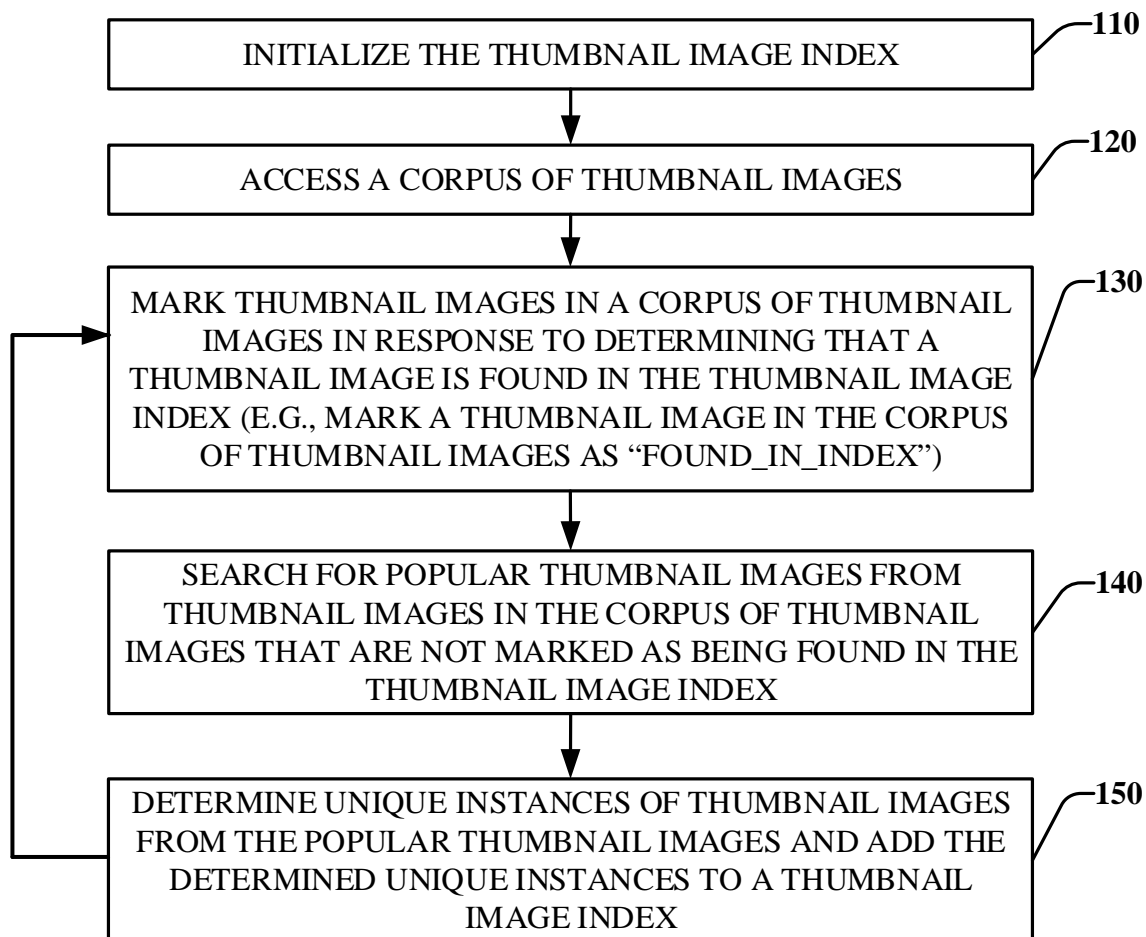 INITIALIZE THE THUMBNAIL IMAGE INDEX
110
ACCESS A CORPUS OF THUMBNAIL IMAGES
120
MARK THUMBNAIL IMAGES IN A CORPUS OF THUMBNAIL
IMAGES IN RESPONSE TO DETERMINING THAT A
THUMBNAIL IMAGE IS FOUND IN THE THUMBNAIL IMAGE
INDEX (E.G., MARK A THUMBNAIL IMAGE IN THE CORPUS
OF THUMBNAIL IMAGES AS “FOUND_IN_INDEX”)
130
SEARCH FOR POPULAR THUMBNAIL IMAGES FROM
THUMBNAIL IMAGES IN THE CORPUS OF THUMBNAIL
IMAGES THAT ARE NOT MARKED AS BEING FOUND IN THE
THUMBNAIL IMAGE INDEX
140
DETERMINE UNIQUE INSTANCES OF THUMBNAIL IMAGES
FROM THE POPULAR THUMBNAIL IMAGES AND ADD THE
DETERMINED UNIQUE INSTANCES TO A THUMBNAIL
IMAGE INDEX
150